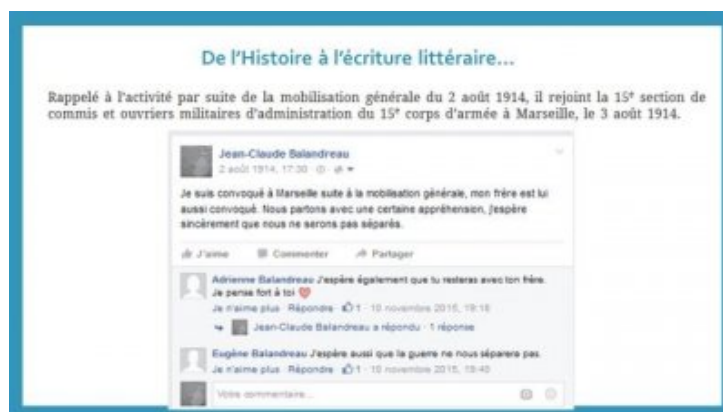 De l'Histoire à l'écriture littéraire...
Rappelé à l'activité par suite de la mobilisation générale du 2 août 1914, il rejoint la 15e section de
commis et ouvriers militaires d'administration du 15e corps d'armée à Marseille, le 3 août 1914.
Jean-Claude Balandreau
2 août 1914, 17:30
Je suis convoqué à Marseille suite à la mobilisation générale, mon frère est lui
aussi convoqué. Nous partons avec une certaine appréhension, j'espère
sincèrement que nous ne serons pas séparés.
J'aime Commenter Partager
Adrienne Balandreau J'espère également que tu resteras avec ton frère.
Je pense fort à toi
Je n'aime plus · Répondre · 1 · 10 novembre 2015, 19:18
Jean-Claude Balandreau a répondu · 1 réponse
Eugène Balandreau J'espère aussi que la guerre ne nous séparera pas.
Je n'aime plus · Répondre · 1 · 10 novembre 2015, 19:40
Votre commentaire...